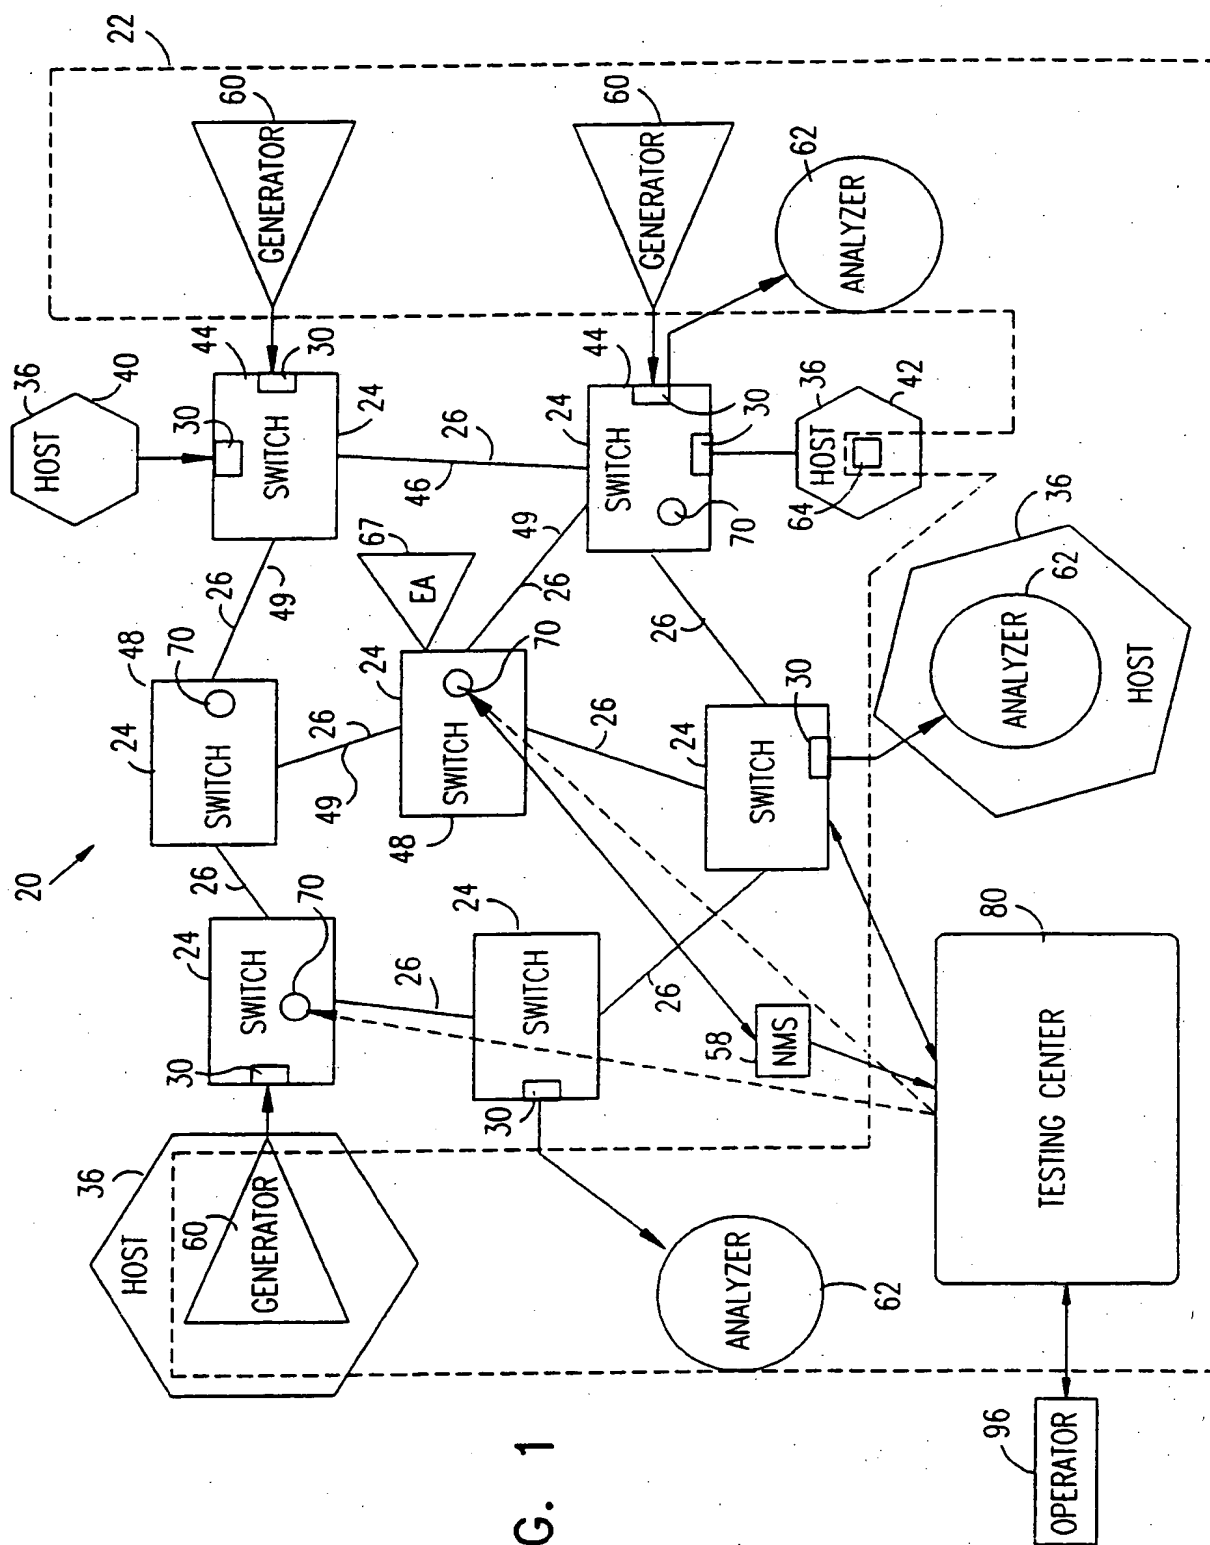 20
HOST
36
36
HOST
24
48
40
22
30
24
26
70
26
30
60
60
GENERATOR
SWITCH
SWITCH
49
44
GENERATOR
SWITCH
70
26
49
26
30
24
48
24
67
EA
46
26
SWITCH
70
24
24
30
SWITCH
26
49
44
60
G. 1
SWITCH
26
SWITCH
GENERATOR
58
26
26
70
NMS
24
30
30
62
ANALYZER
62
SWITCH
64
HOST
36
42
ANALYZER
96
OPERATOR
80
TESTING CENTER
ANALYZER
62
36
HOST